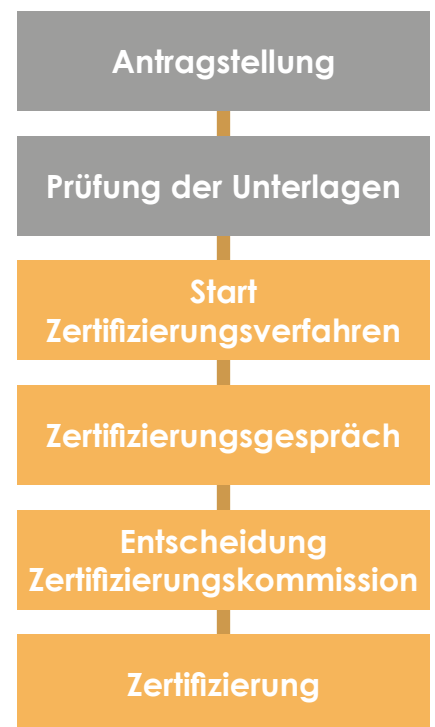 Antragstellung
Prüfung der Unterlagen
Start
Zertifizierungsverfahren
Zertifizierungsgespräch
Entscheidung
Zertifizierungskommission
Zertifizierung